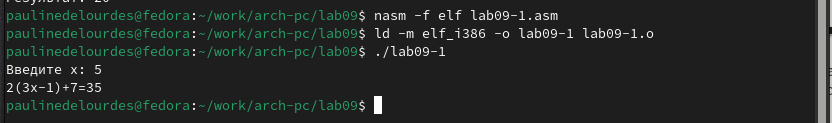 Результат: 20
paulinedelourdes@fedora:~/work/arch-pc/lab09$ nasm -f elf lab09-1.asm
paulinedelourdes@fedora:~/work/arch-pc/lab09$ ld -m elf_i386 -o lab09-1 lab09-1.o
paulinedelourdes@fedora:~/work/arch-pc/lab09$ ./lab09-1
Введите x: 5
2(3x-1)+7=35
paulinedelourdes@fedora:~/work/arch-pc/lab09$